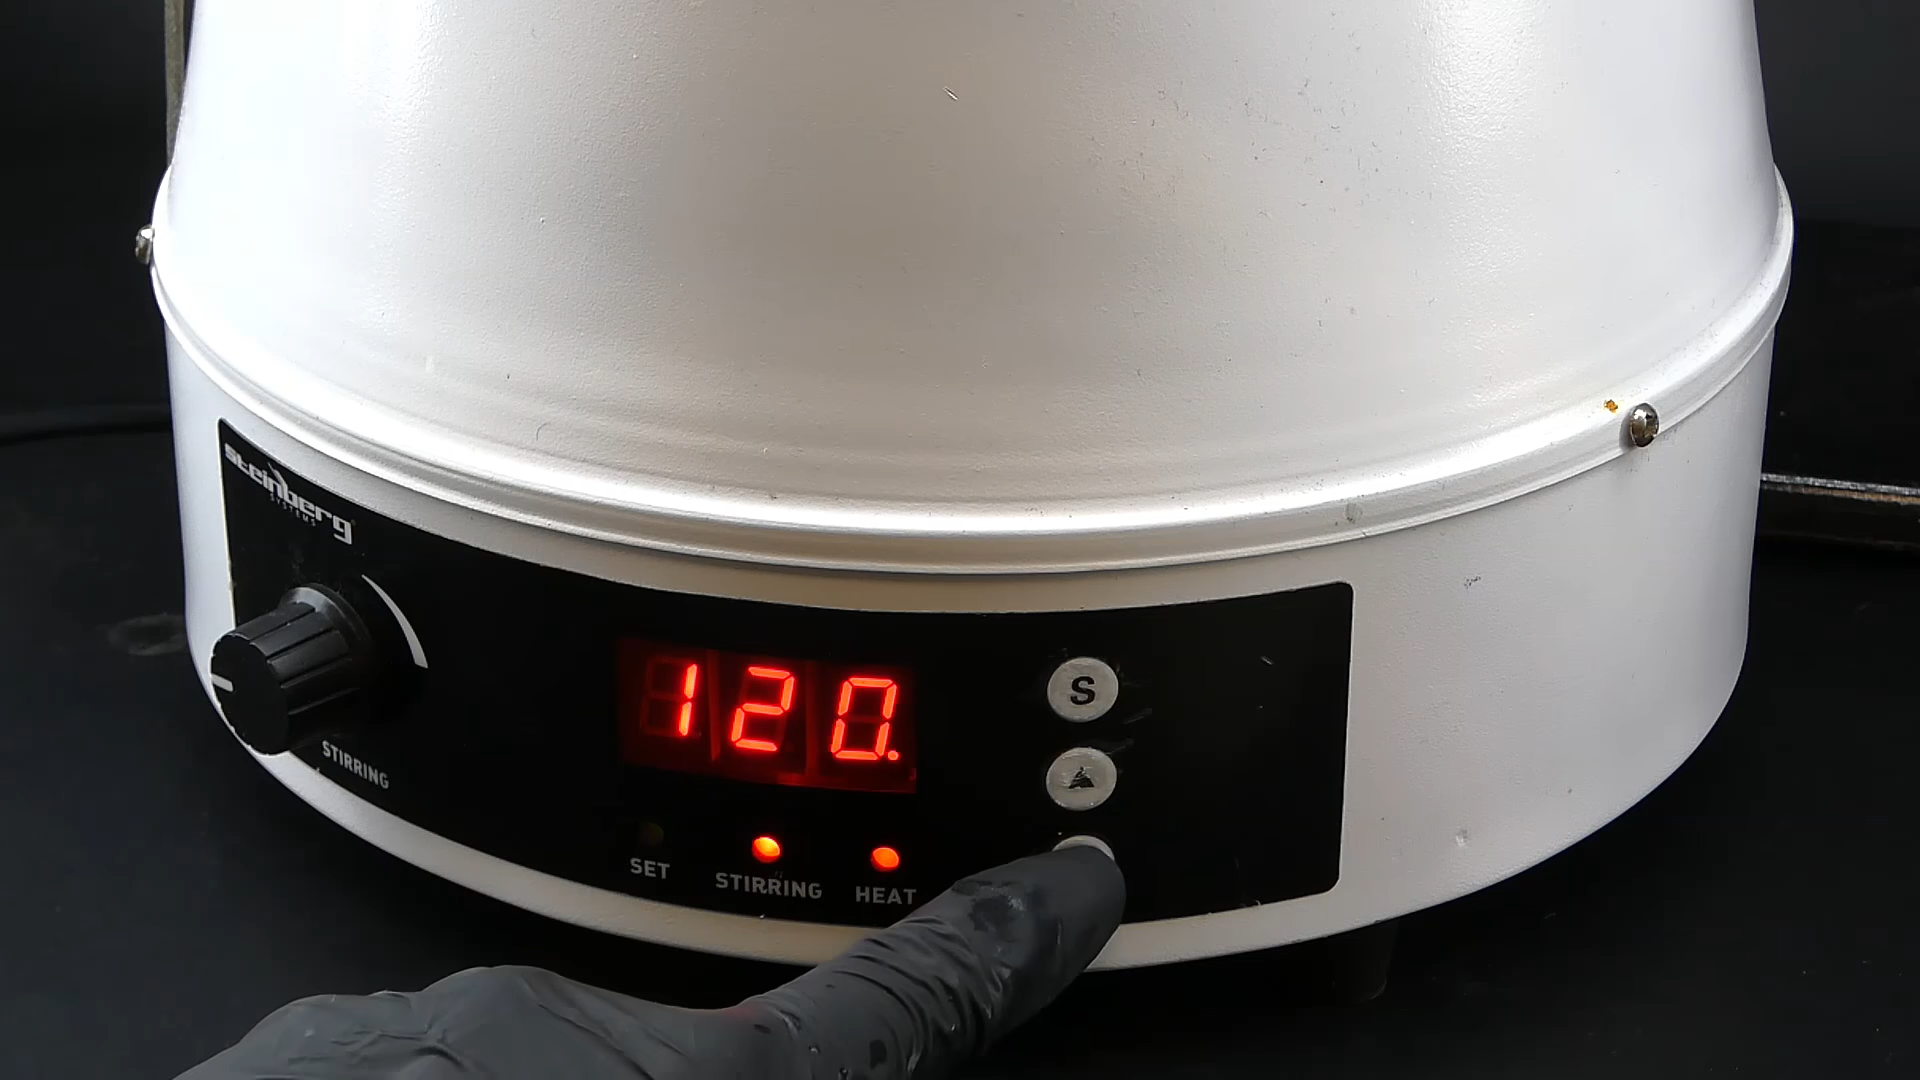 steinberg
SYSTEMS
STIRRING
120.
S
SET
STIRRING
HEAT